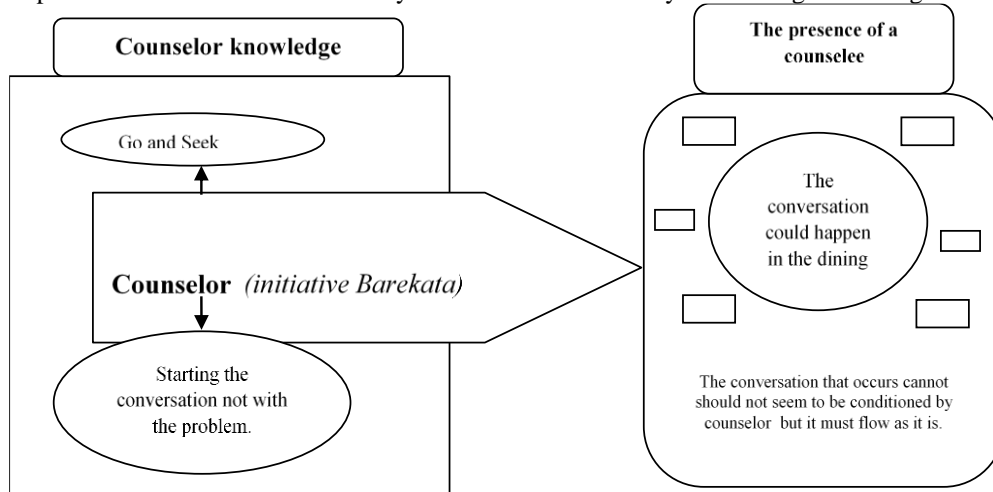 Counselor knowledge
Go and Seek
Counselor (initiative Barekata)
Starting the
conversation not with
the problem.
The presence of a
counselee
The
conversation
could happen
in the dining
The conversation that occurs cannot
should not seem to be conditioned by
counselor but it must flow as it is.